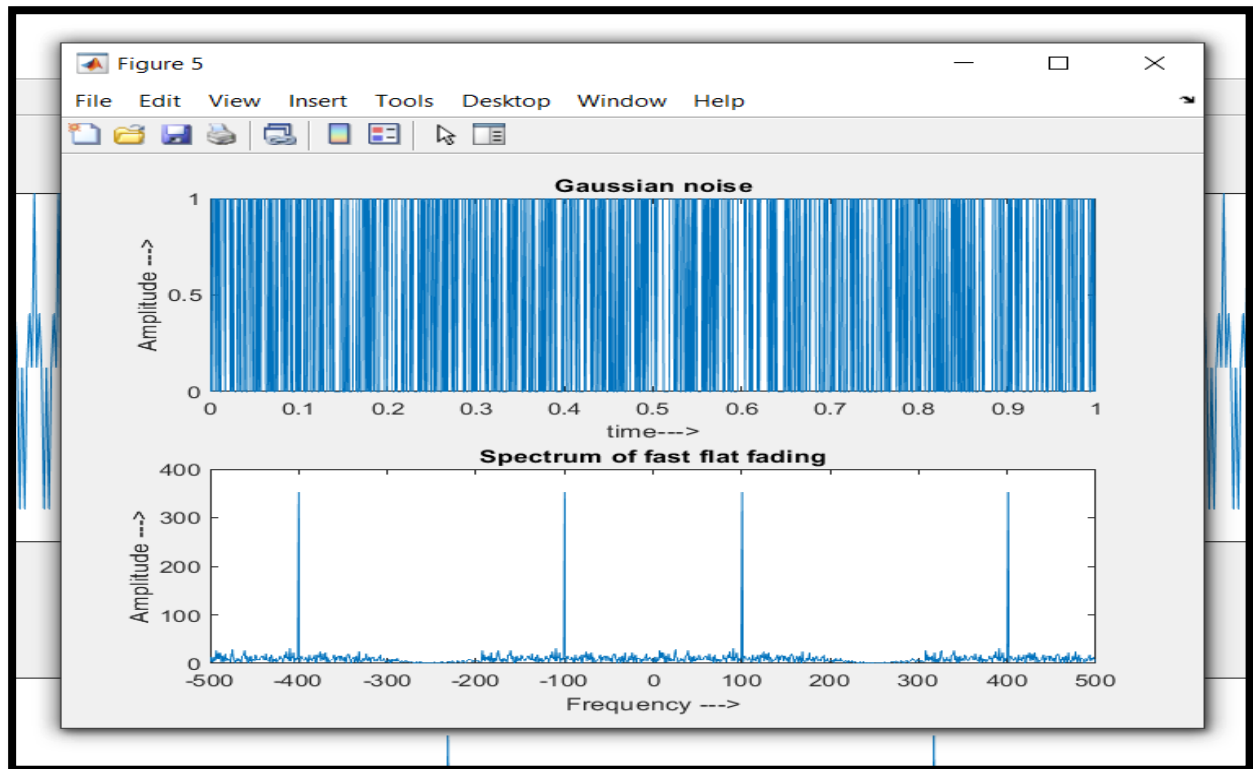 Figure 5
File Edit View Insert Tools Desktop Window Help
Gaussian noise
1
0.5
0
Amplitude --->
0 0.1 0.2 0.3 0.4 0.5 0.6 0.7 0.8 0.9 1
time--->
Spectrum of fast flat fading
400
300
200
100
0
Amplitude --->
-500 -400 -300 -200 -100 0 100 200 300 400 500
Frequency --->